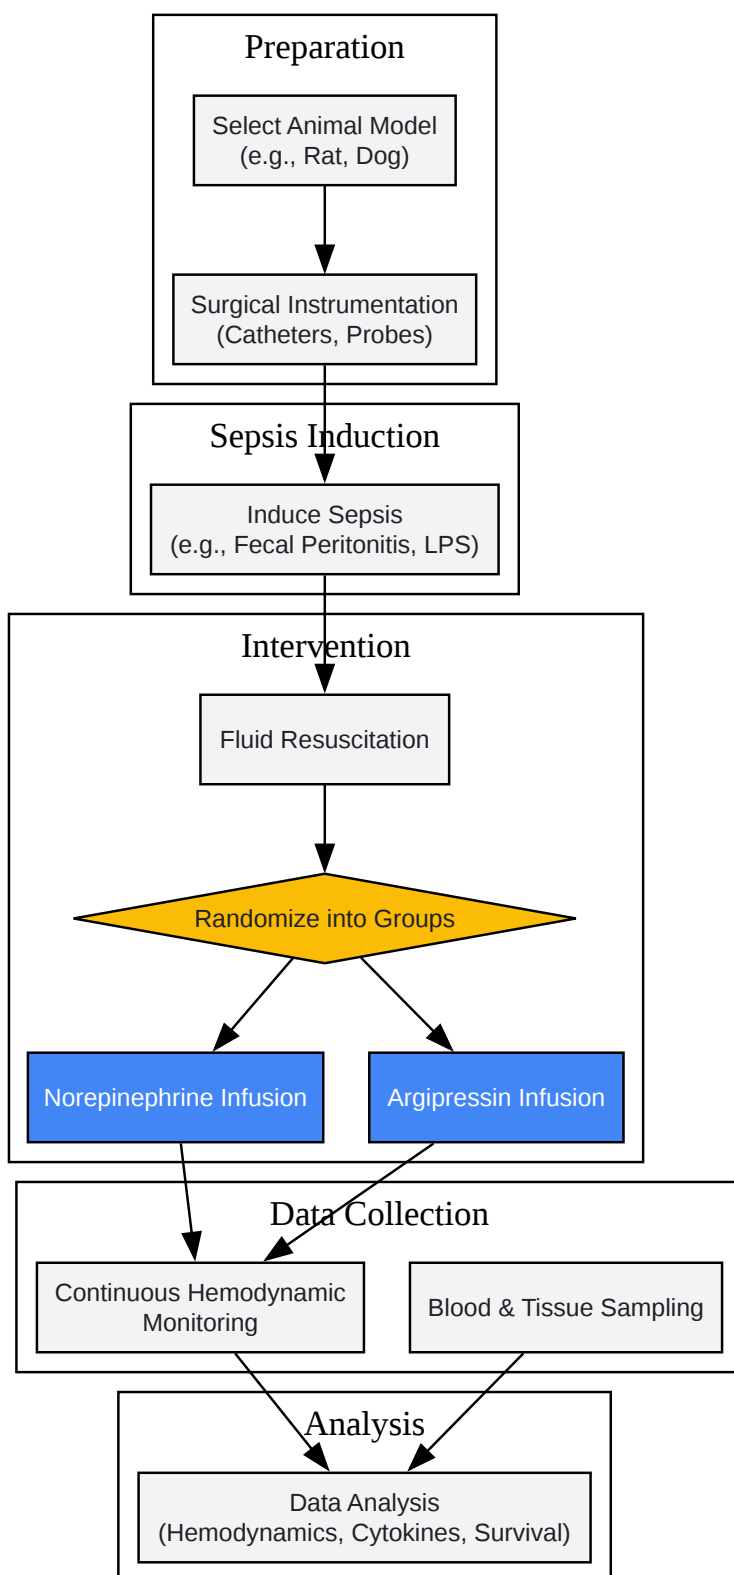 Preparation
Select Animal Model
(e.g., Rat, Dog)
Surgical Instrumentation
(Catheters, Probes)
Sepsis Induction
Induce Sepsis
(e.g., Fecal Peritonitis, LPS)
Intervention
Fluid Resuscitation
Randomize into Groups
Norepinephrine Infusion
Argipressin Infusion
Data Collection
Continuous Hemodynamic
Monitoring
Blood & Tissue Sampling
Analysis
Data Analysis
(Hemodynamics, Cytokines, Survival)